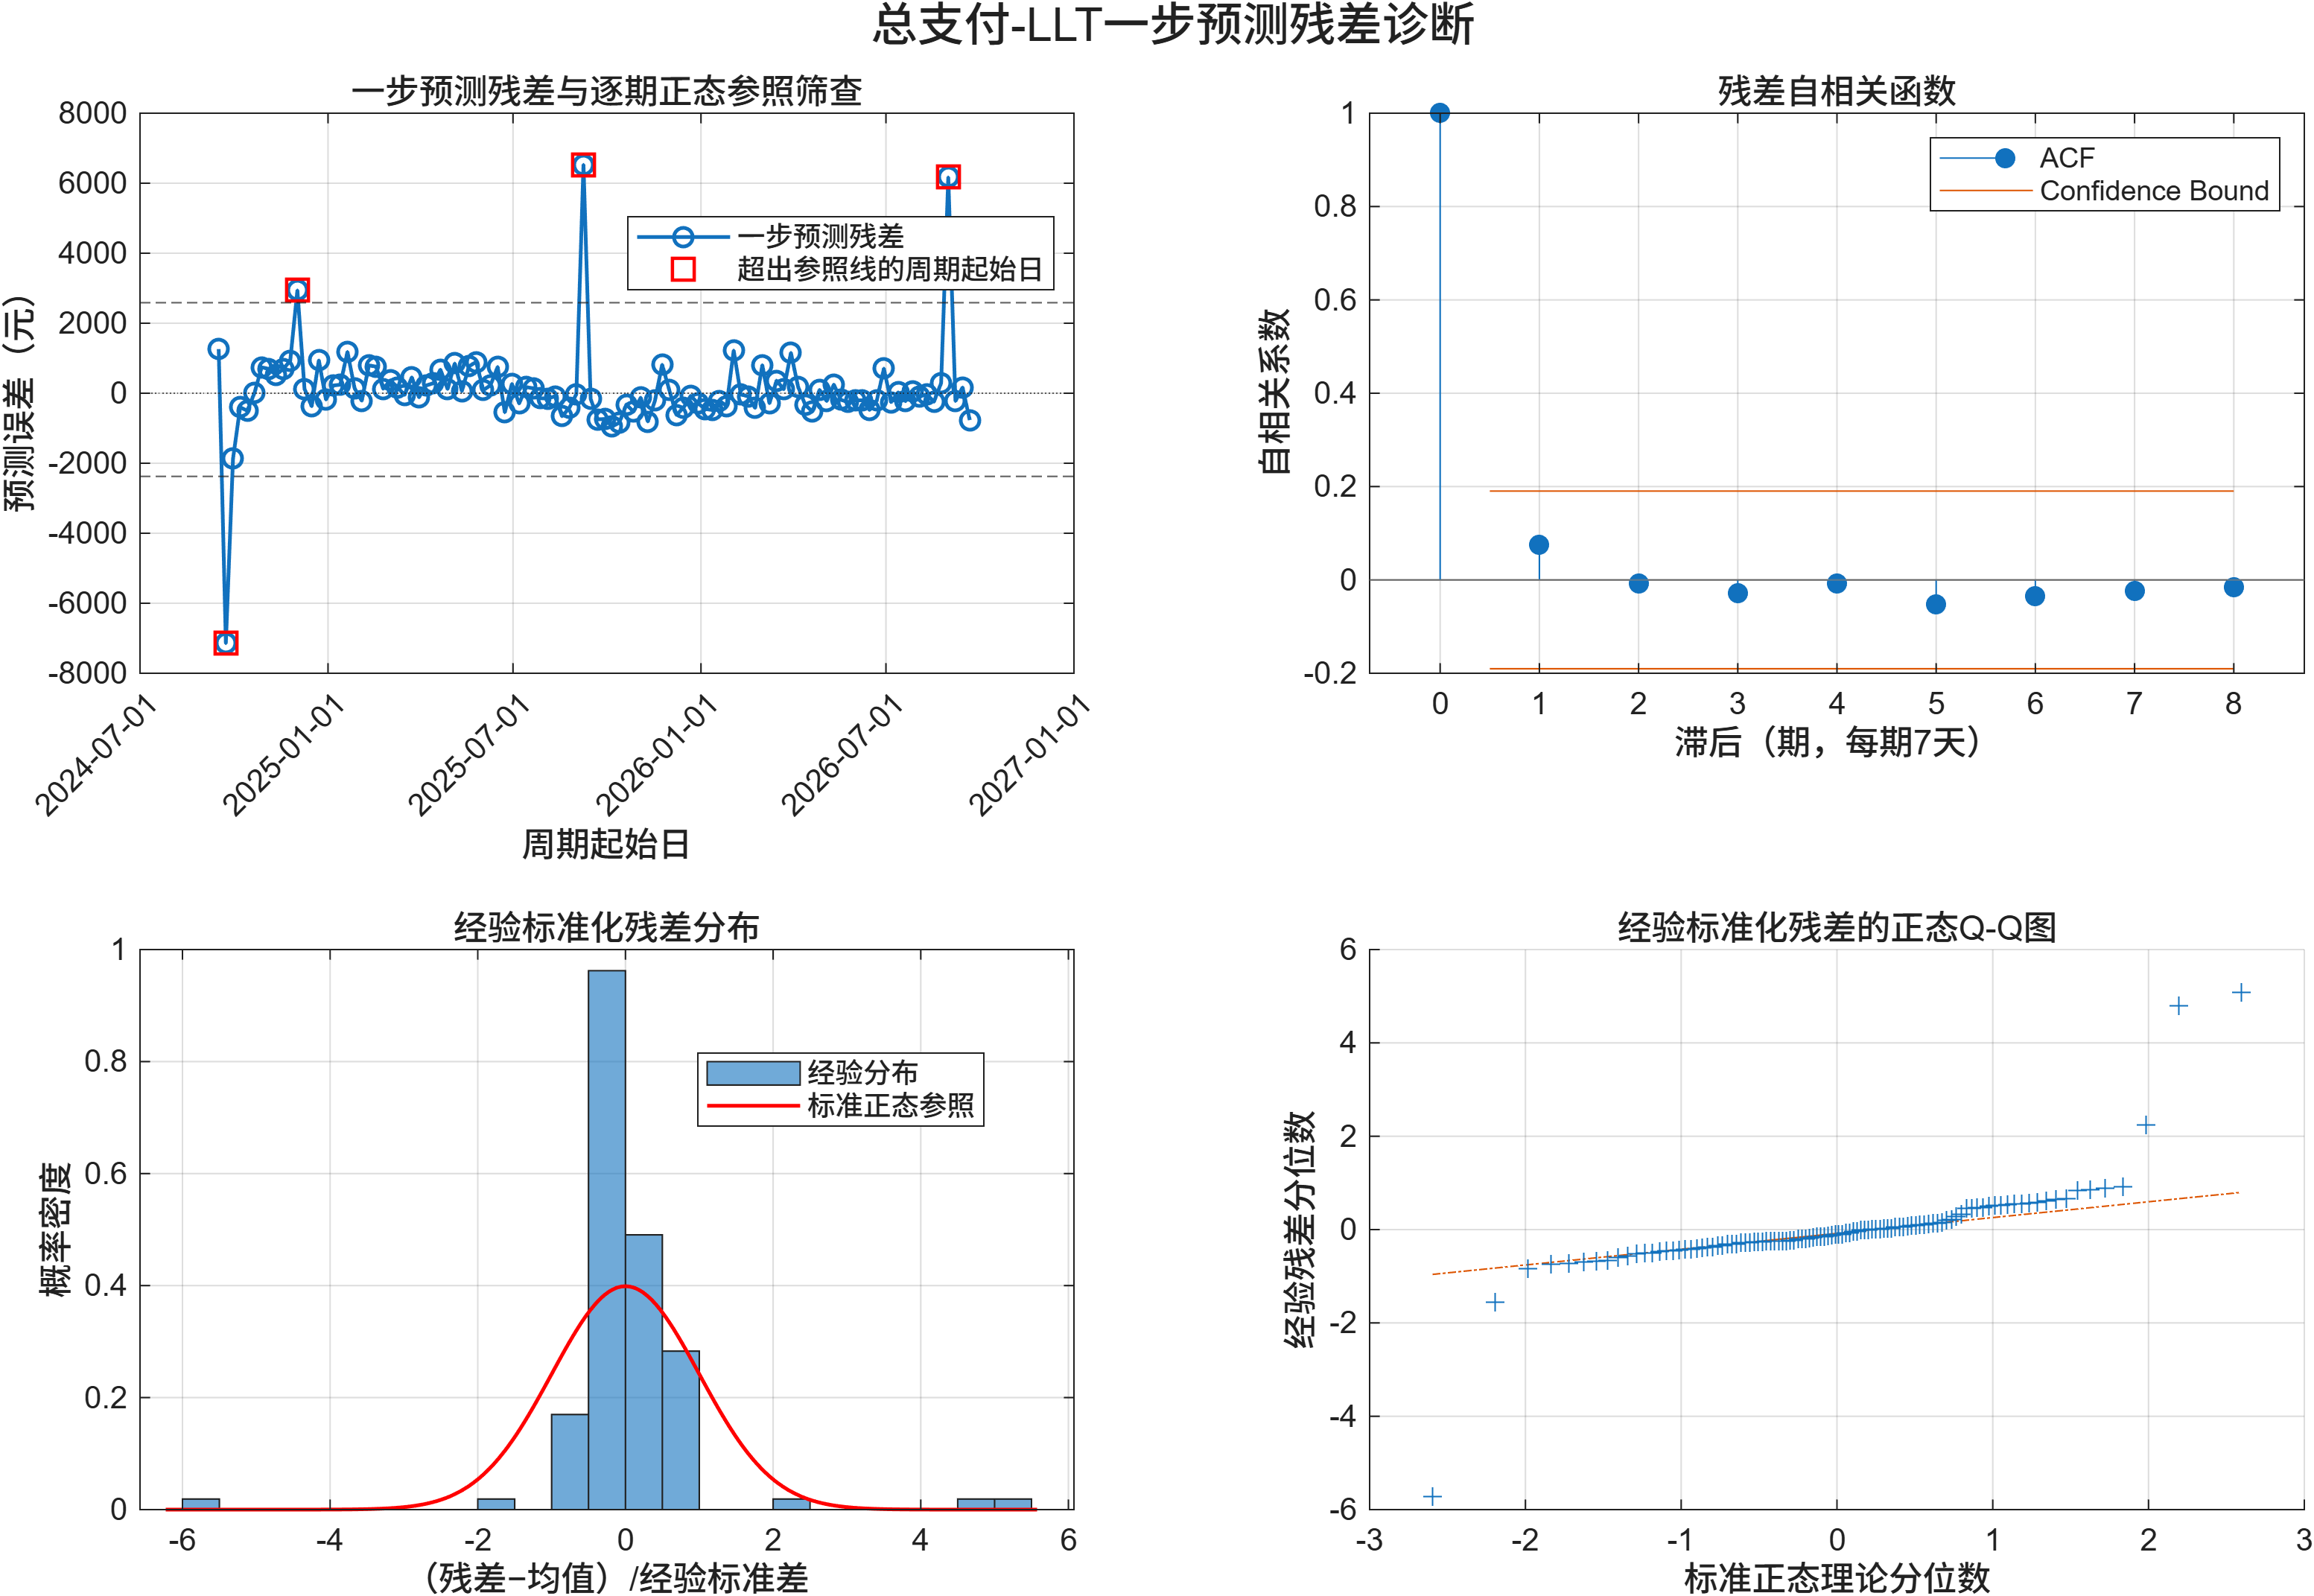 总支付-LLT一步预测残差诊断
一步预测残差与逐期正态参照筛查
8000
6000
4000
2000
0
-2000
-4000
-6000
-8000
预测误差（元）
一步预测残差
超出参照线的周期起始日
2024-07-01
2025-01-01
2025-07-01
2026-01-01
2026-07-01
2027-01-01
周期起始日
残差自相关函数
1
0.8
0.6
0.4
0.2
0
-0.2
自相关系数
ACF
Confidence Bound
0 1 2 3 4 5 6 7 8
滞后（期，每期7天）
经验标准化残差分布
1
0.8
0.6
0.4
0.2
0
概率密度
经验分布
标准正态参照
-6 -4 -2 0 2 4 6
（残差−均值）/经验标准差
经验标准化残差的正态Q-Q图
6
4
2
0
-2
-4
-6
经验残差分位数
-3 -2 -1 0 1 2 3
标准正态理论分位数